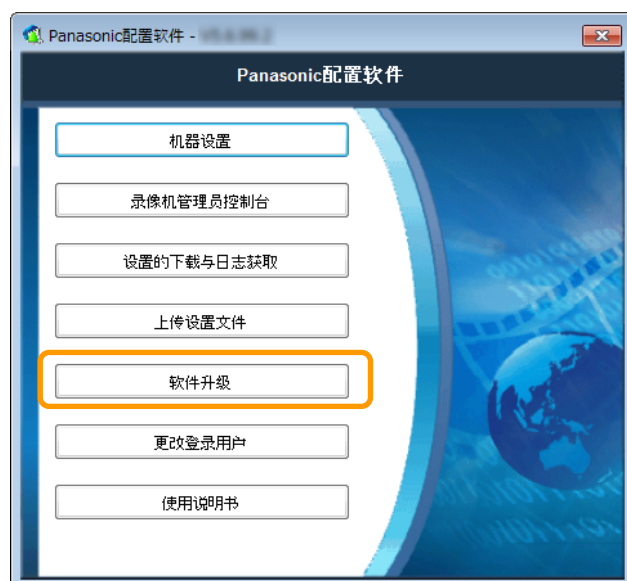 Panasonic配置软件 -
Panasonic配置软件
机器设置
录像机管理员控制台
设置的下载与日志获取
上传设置文件
软件升级
更改登录用户
使用说明书